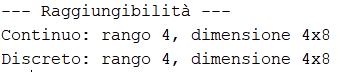 --- Raggiungibilità ---
Continuo: rango 4, dimensione 4x8
Discreto: rango 4, dimensione 4x8